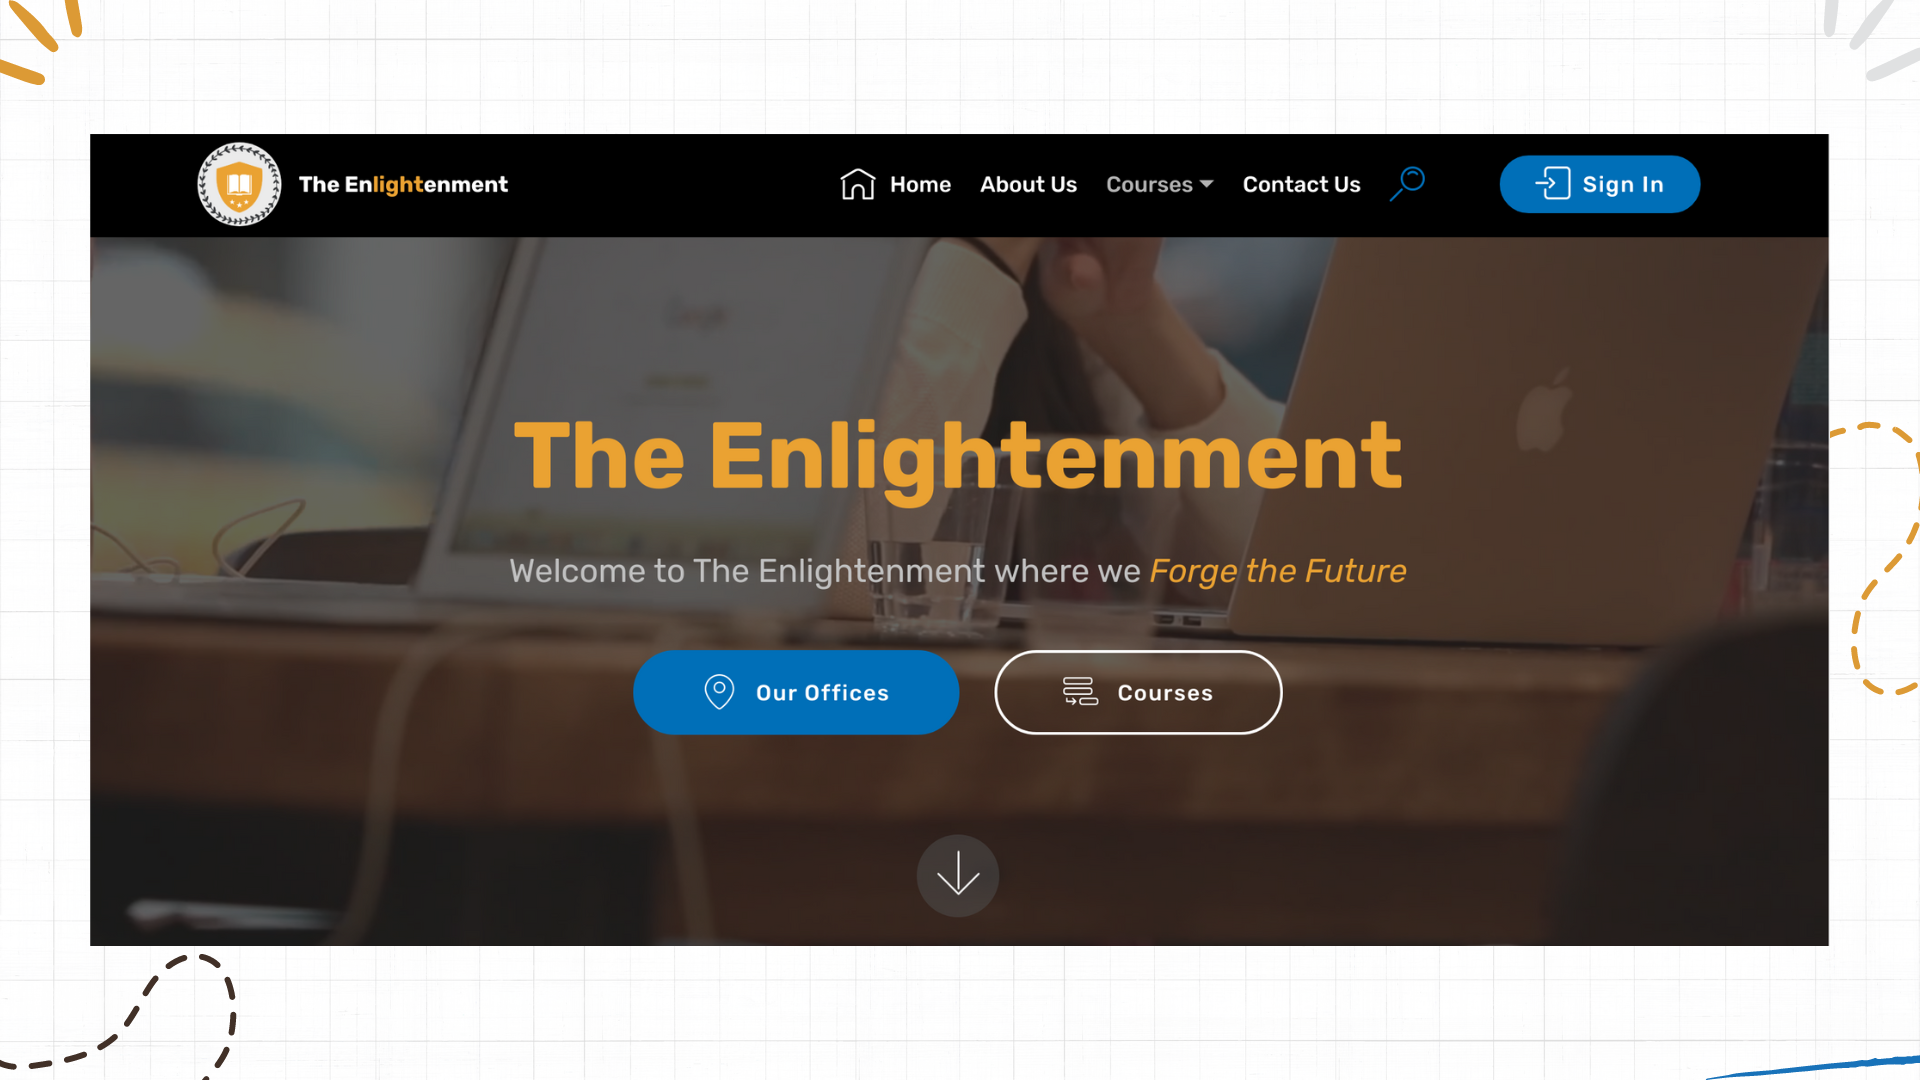 The Enlightenment
Home About Us Courses Contact Us Sign In
The Enlightenment
Welcome to The Enlightenment where we Forge the Future
Our Offices Courses